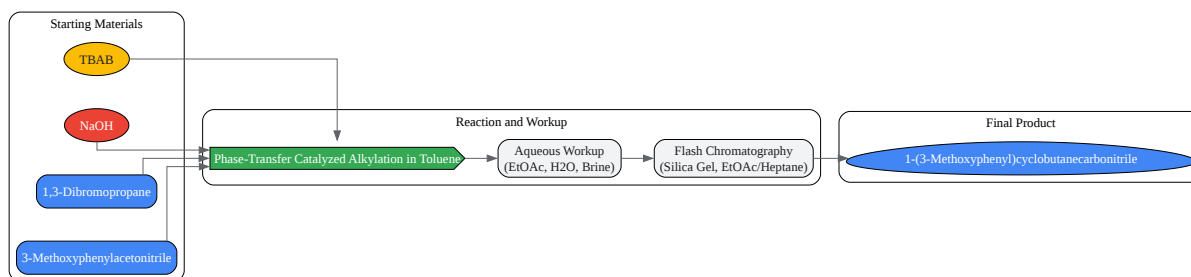 Starting Materials
TBAB
NaOH
1,3-Dibromopropane
3-Methoxyphenylacetonitrile
Reaction and Workup
Phase-Transfer Catalyzed Alkylation in Toluene
Aqueous Workup
(EtOAc, H2O, Brine)
Flash Chromatography
(Silica Gel, EtOAc/Heptane)
Final Product
1-(3-Methoxyphenyl)cyclobutanecarbonitrile